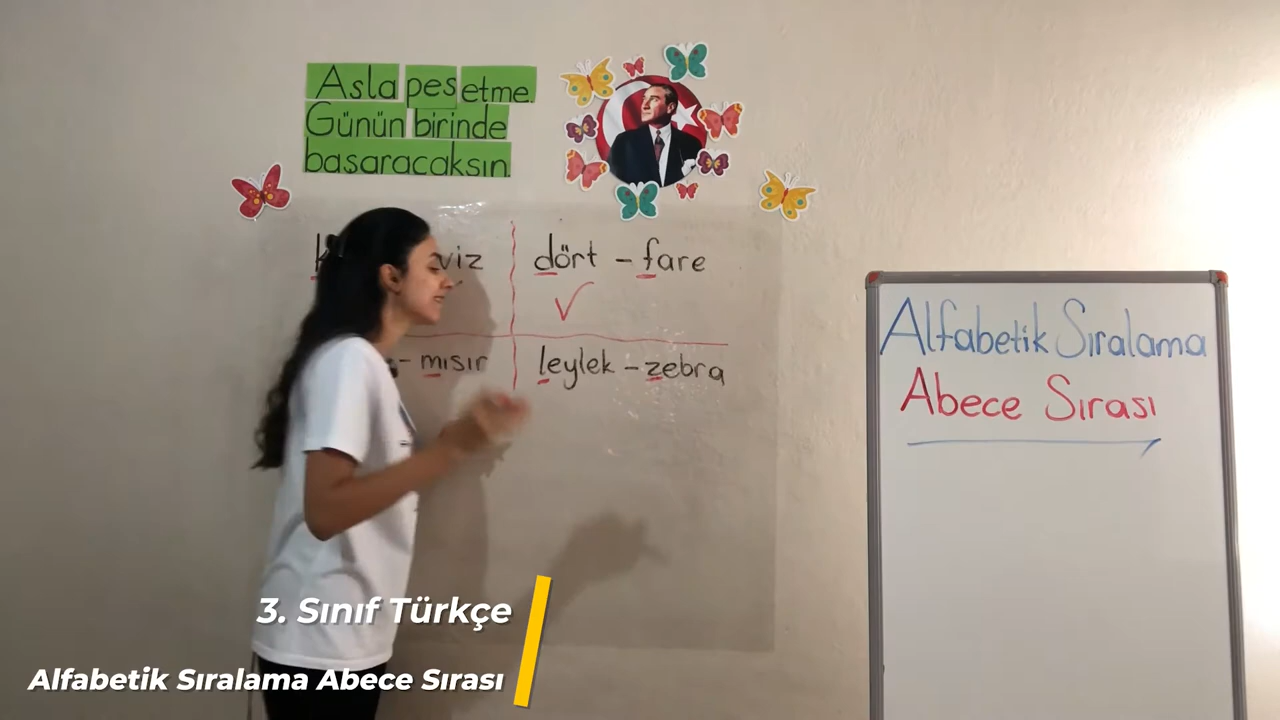 Asla pes etme.
Günün birinde
başaracaksın.
dört - fare
- mısır
leylek - zebra
Alfabetik Sıralama
Abece Sırası
3. Sınıf Türkçe
Alfabetik Sıralama Abece Sırası